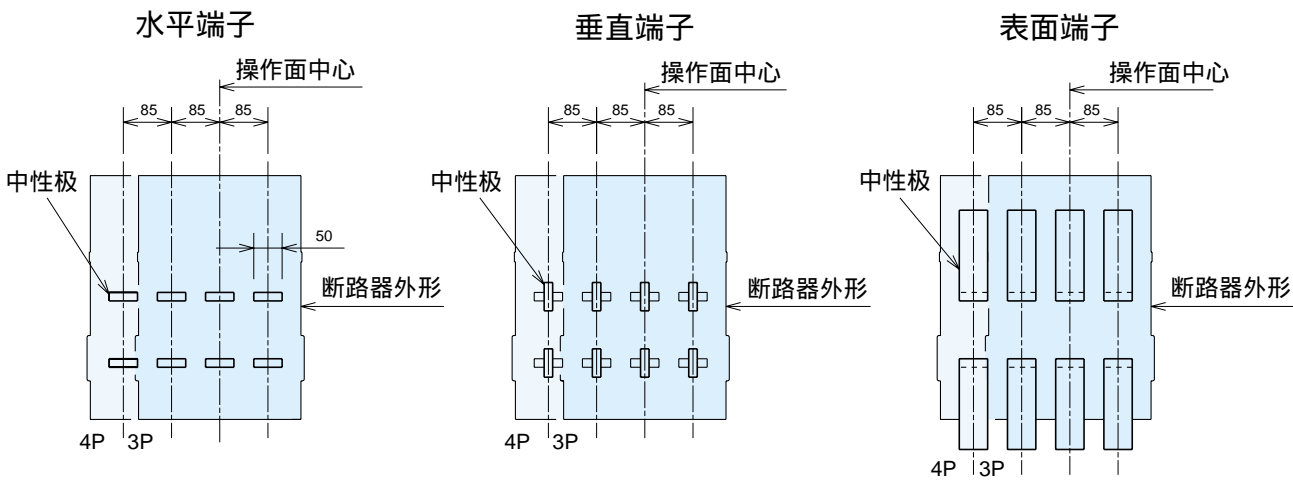 水平端子
操作面中心
85 85 85
中性极
50
断路器外形
4P 3P
垂直端子
操作面中心
85 85 85
中性极
断路器外形
4P 3P
表面端子
操作面中心
85 85 85
中性极
断路器外形
4P 3P